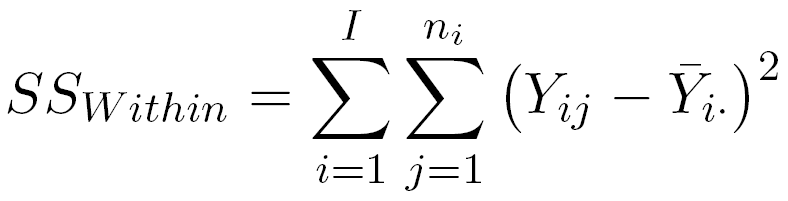 $SS_{Within} = \sum_{i=1}^{I} \sum_{j=1}^{n_i} \left( Y_{ij} - \bar{Y}_{i\cdot} \right)^2$